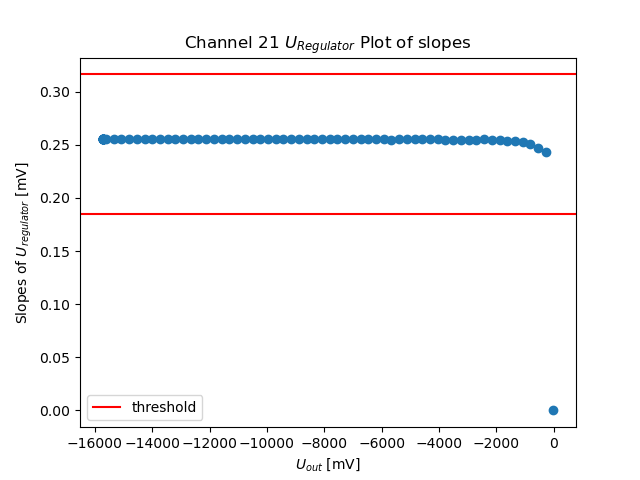 Channel 21 U_Regulator Plot of slopes
Slopes of U_regulator [mV]
0.30
0.25
0.20
0.15
0.10
0.05
0.00
threshold
−16000 −14000 −12000 −10000 −8000 −6000 −4000 −2000 0
U_out [mV]